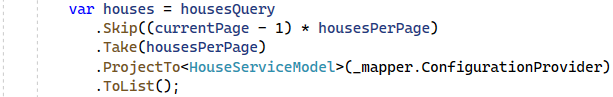 var houses = housesQuery
.Skip((currentPage - 1) * housesPerPage)
.Take(housesPerPage)
.ProjectTo<HouseServiceModel>(_mapper.ConfigurationProvider)
.ToList();